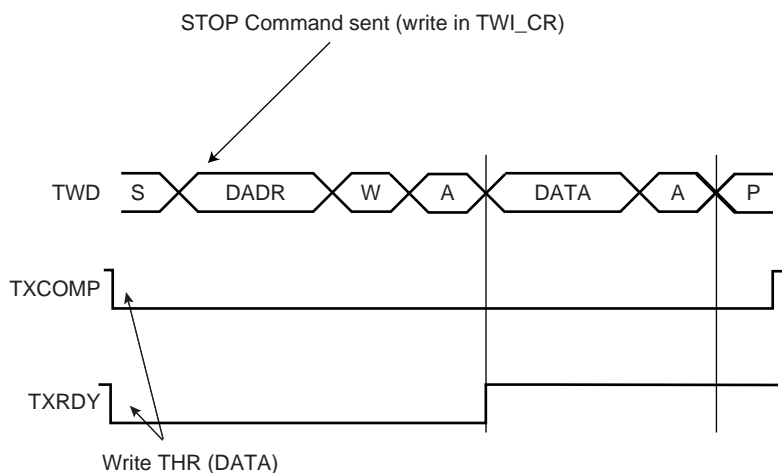 STOP Command sent (write in TWI_CR)
TWD S DADR W A DATA A P
TXCOMP
TXRDY
Write THR (DATA)